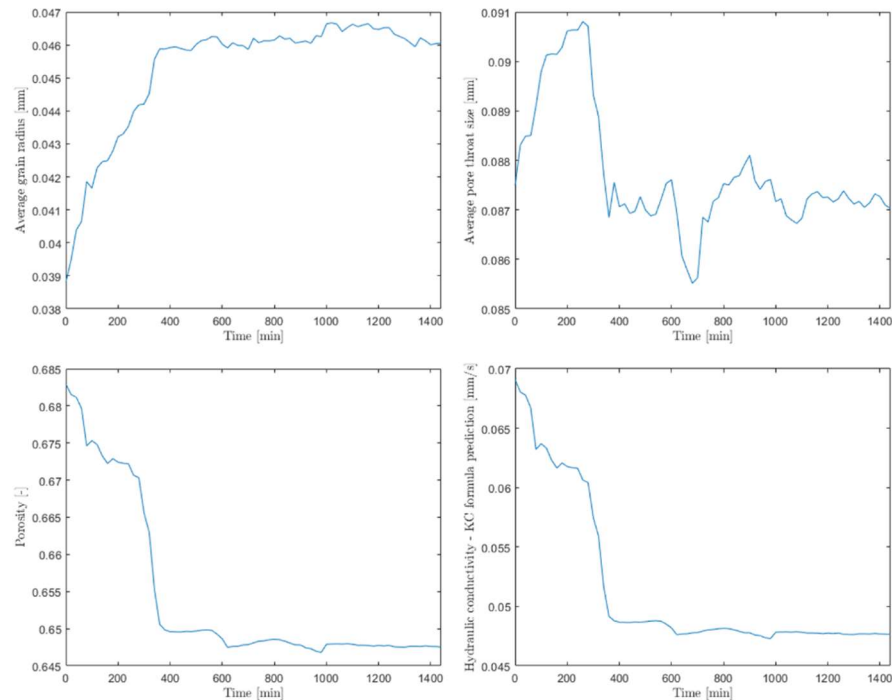 0.047
0.046
0.045
0.044
0.043
0.042
0.041
0.04
0.039
0.038
0 200 400 600 800 1000 1200 1400
Time [min]
Average grain radius [mm]
0.091
0.09
0.089
0.088
0.087
0.086
0.085
0 200 400 600 800 1000 1200 1400
Time [min]
Average pore throat size [mm]
0.685
0.68
0.675
0.67
0.665
0.66
0.655
0.65
0.645
0 200 400 600 800 1000 1200 1400
Time [min]
Porosity [-]
0.07
0.065
0.06
0.055
0.05
0.045
0 200 400 600 800 1000 1200 1400
Time [min]
Hydraulic conductivity - KC formula prediction [mm/s]